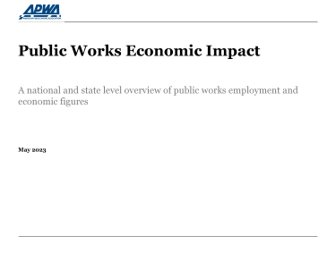 APWA
Public Works Economic Impact
A national and state level overview of public works employment and
economic figures
May 2023